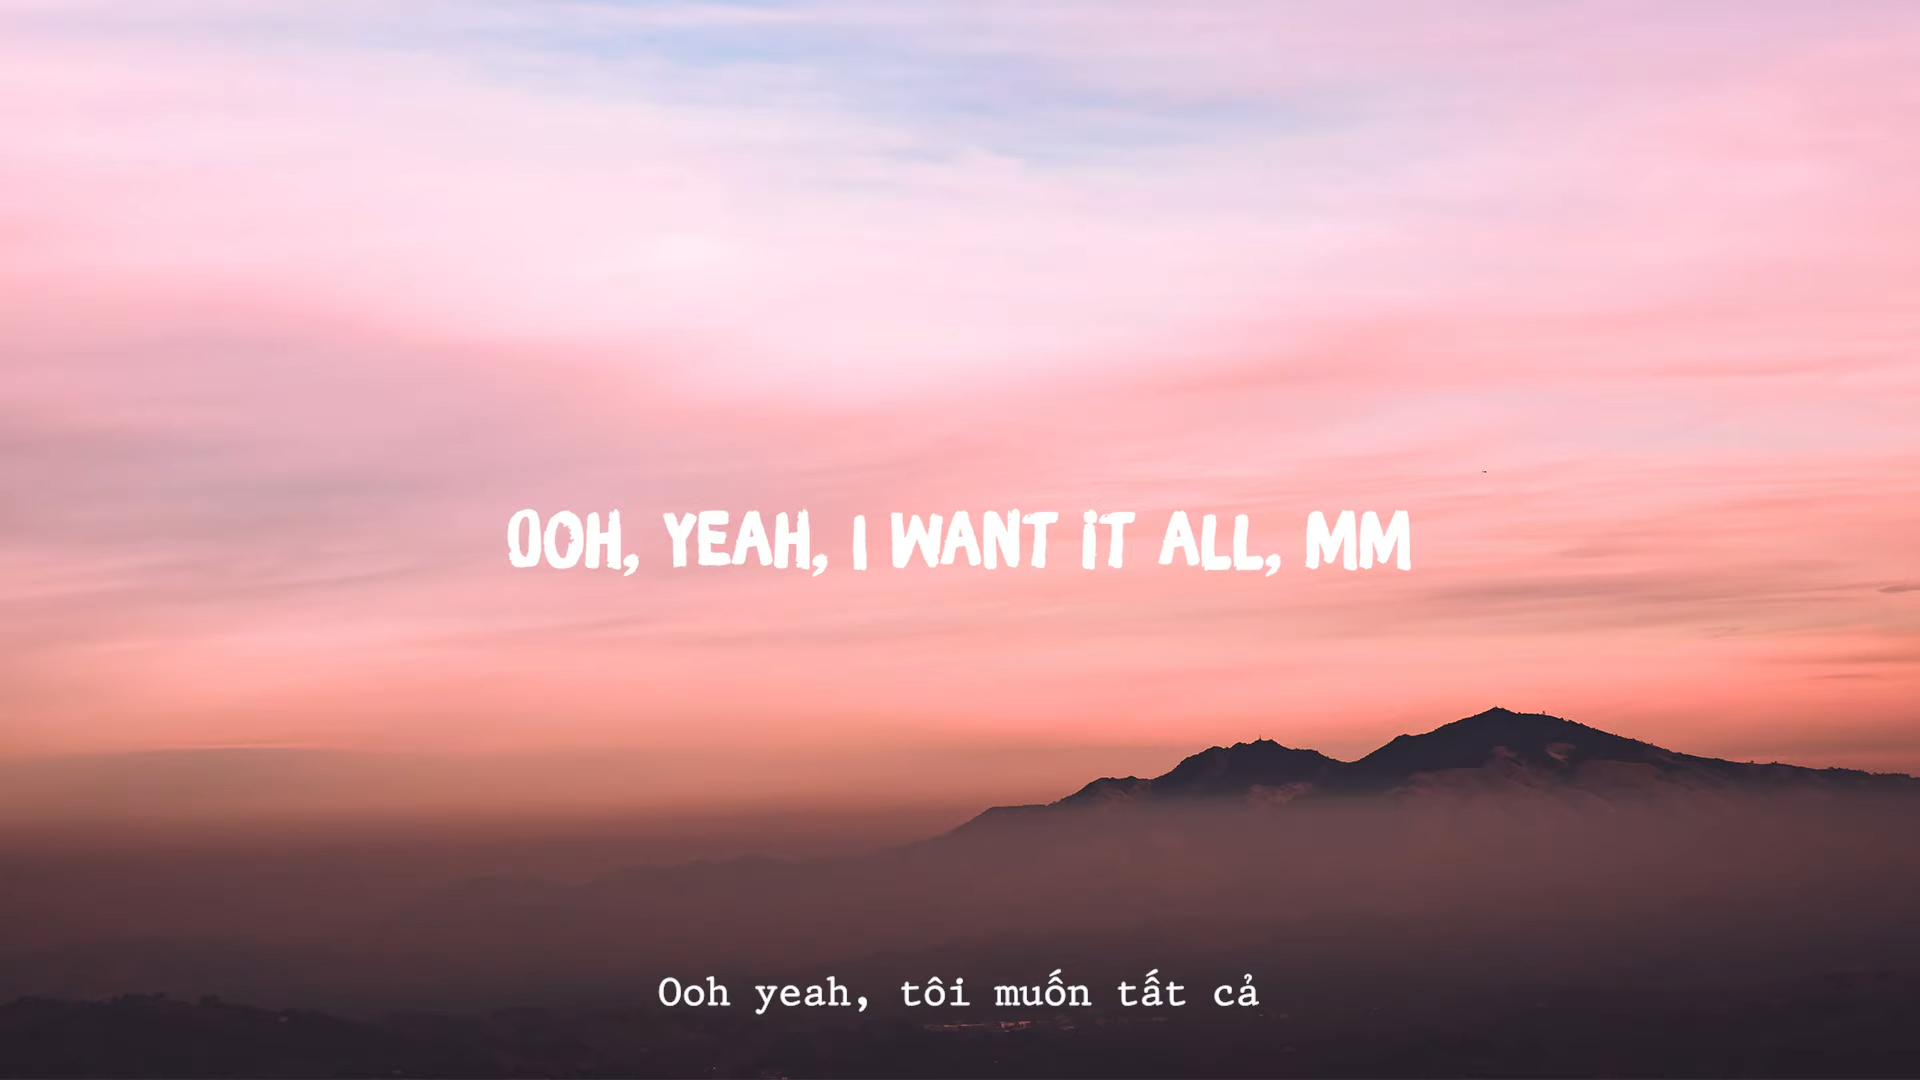 OOH, YEAH, I WANT IT ALL, MM
Ooh yeah, tôi muốn tất cả